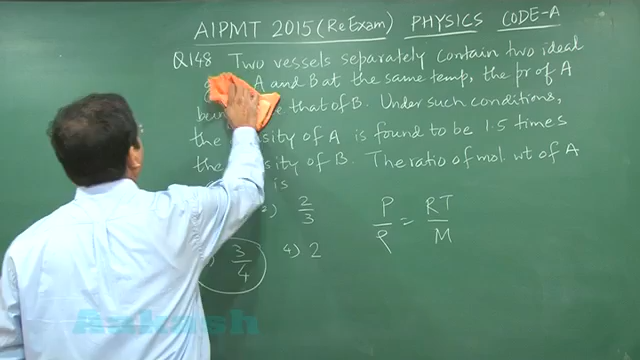 AIPMT 2015 (Re Exam) PHYSICS CODE-A
Q148 Two vessels separately contain two ideal
A and B at the same temp, the pr of A
that of B. Under such conditions,
the density of A is found to be 1.5 times
the density of B. The ratio of mol. wt of A
is
2/3
P/ρ = RT/M
3/4 4) 2
Aakash